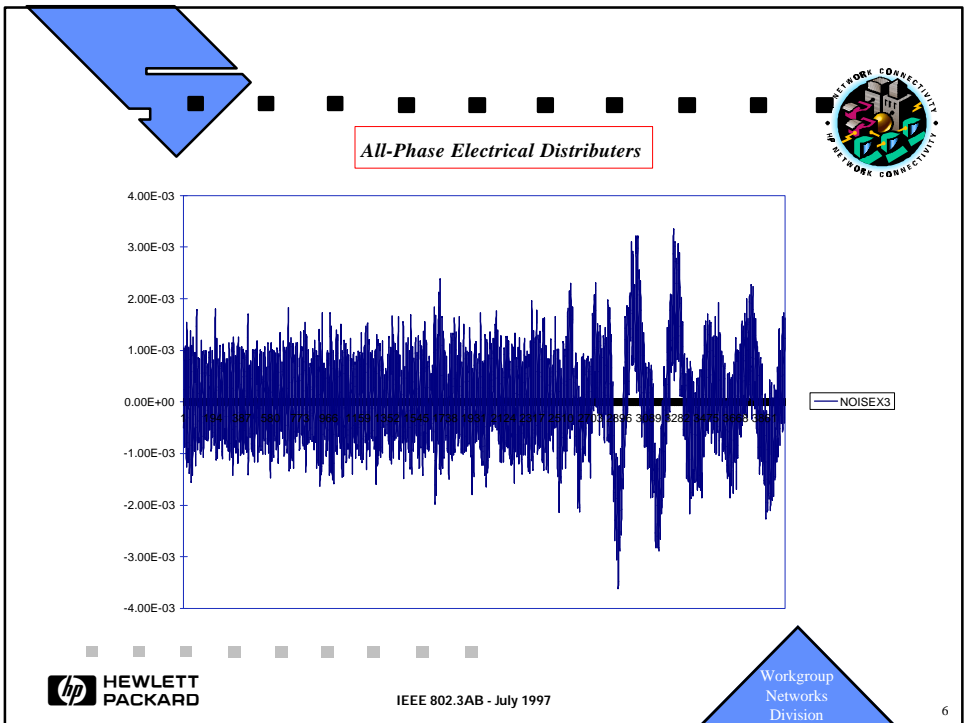 NETWORK CONNECTIVITY • HP NETWORK CONNECTIVITY •
All-Phase Electrical Distributers
4.00E-03
3.00E-03
2.00E-03
1.00E-03
0.00E+00
-1.00E-03
-2.00E-03
-3.00E-03
-4.00E-03
NOISEX3
hp HEWLETT
PACKARD
IEEE 802.3AB - July 1997
Workgroup
Networks
Division
6